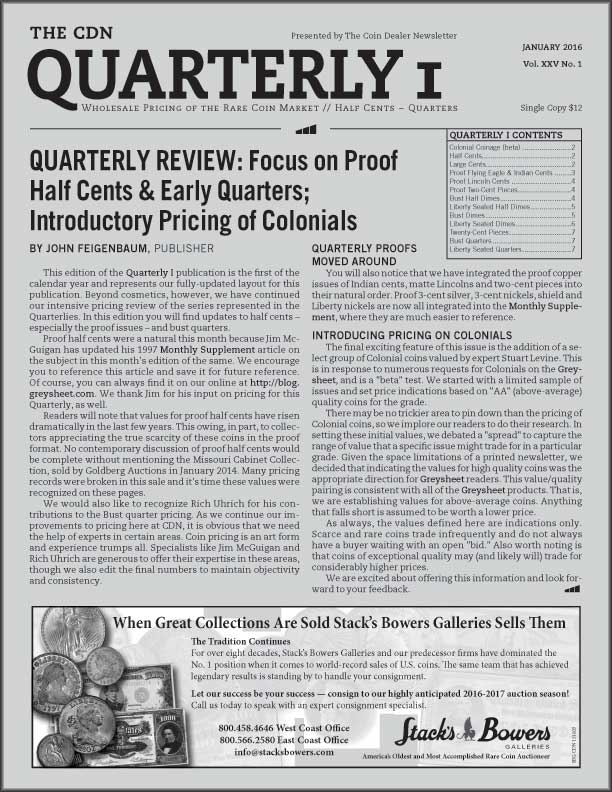 THE CDN
Presented by The Coin Dealer Newsletter
JANUARY 2016
QUARTERLY I
Vol. XXV No. 1
Wholesale Pricing of the Rare Coin Market // Half Cents – Quarters
Single Copy $12
QUARTERLY I CONTENTS
Colonial Coinage (beta) ........................2
Half Cents........................................2
Large Cents.......................................2
Proof Flying Eagle & Indian Cents ........3
Proof Lincoln Cents ............................4
Proof Two-Cent Pieces.........................4
Bust Half Dimes.................................4
Liberty Seated Half Dimes...................5
Bust Dimes.......................................5
Liberty Seated Dimes..........................6
Twenty-Cent Pieces............................7
Bust Quarters....................................7
Liberty Seated Quarters......................7
QUARTERLY REVIEW: Focus on Proof
Half Cents & Early Quarters;
Introductory Pricing of Colonials
BY JOHN FEIGENBAUM, PUBLISHER
This edition of the Quarterly I publication is the first of the
calendar year and represents our fully-updated layout for this
publication. Beyond cosmetics, however, we have continued
our intensive pricing review of the series represented in the
Quarterlies. In this edition you will find updates to half cents –
especially the proof issues – and bust quarters.
Proof half cents were a natural this month because Jim Mc-
Guigan has updated his 1997 Monthly Supplement article on
the subject in this month's edition of the same. We encourage
you to reference this article and save it for future reference.
Of course, you can always find it on our online at http://blog.
greysheet.com. We thank Jim for his input on pricing for this
Quarterly, as well.
Readers will note that values for proof half cents have risen
dramatically in the last few years. This owing, in part, to collec-
tors appreciating the true scarcity of these coins in the proof
format. No contemporary discussion of proof half cents would
be complete without mentioning the Missouri Cabinet Collec-
tion, sold by Goldberg Auctions in January 2014. Many pricing
records were broken in this sale and it's time these values were
recognized on these pages.
We would also like to recognize Rich Uhrich for his con-
tributions to the Bust quarter pricing. As we continue our im-
provements to pricing here at CDN, it is obvious that we need
the help of experts in certain areas. Coin pricing is an art form
and experience trumps all. Specialists like Jim McGuigan and
Rich Uhrich are generous to offer their expertise in these areas,
though we also edit the final numbers to maintain objectivity
and consistency.
QUARTERLY PROOFS
MOVED AROUND
You will also notice that we have integrated the proof copper
issues of Indian cents, matte Lincolns and two-cent pieces into
their natural order. Proof 3-cent silver, 3-cent nickels, shield and
Liberty nickels are now all integrated into the Monthly Supple-
ment, where they are much easier to reference.
INTRODUCING PRICING ON COLONIALS
The final exciting feature of this issue is the addition of a se-
lect group of Colonial coins valued by expert Stuart Levine. This
is in response to numerous requests for Colonials on the Grey-
sheet, and is a "beta" test. We started with a limited sample of
issues and set price indications based on "AA" (above-average)
quality coins for the grade.
There may be no trickier area to pin down than the pricing of
Colonial coins, so we implore our readers to do their research. In
setting these initial values, we debated a "spread" to capture the
range of value that a specific issue might trade for in a particular
grade. Given the space limitations of a printed newsletter, we
decided that indicating the values for high quality coins was the
appropriate direction for Greysheet readers. This value/quality
pairing is consistent with all of the Greysheet products. That is,
we are establishing values for above-average coins. Anything
that falls short is assumed to be worth a lower price.
As always, the values defined here are indications only.
Scarce and rare coins trade infrequently and do not always
have a buyer waiting with an open "bid." Also worth noting is
that coins of exceptional quality may (and likely will) trade for
considerably higher prices.
We are excited about offering this information and look for-
ward to your feedback.
When Great Collections Are Sold Stack's Bowers Galleries Sells Them
The Tradition Continues
For over eight decades, Stack's Bowers Galleries and our predecessor firms have dominated the
No. 1 position when it comes to world-record sales of U.S. coins. The same team that has achieved
legendary results is standing by to handle your consignment.
Let our success be your success — consign to our highly anticipated 2016-2017 auction season!
Call us today to speak with an expert consignment specialist.
800.458.4646 West Coast Office
800.566.2580 East Coast Office
info@stacksbowers.com
Stack's Bowers
GALLERIES
America's Oldest and Most Accomplished Rare Coin Auctioneer